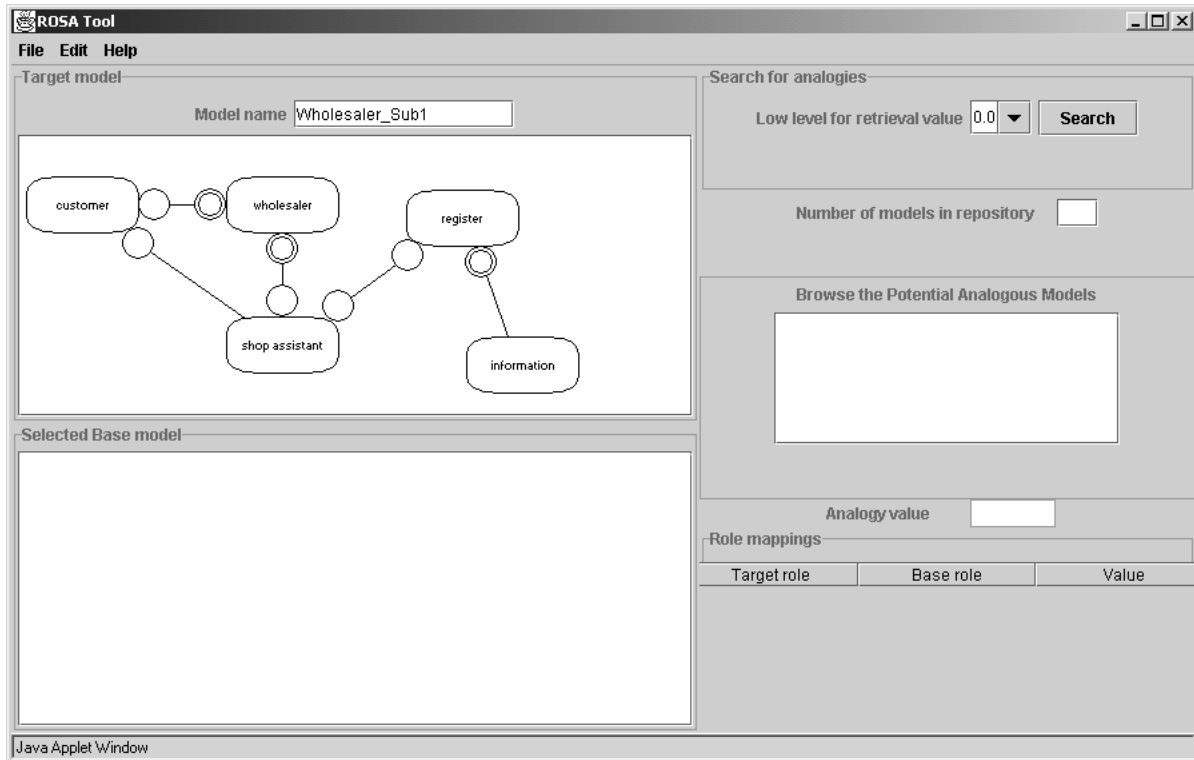 ROSA Tool
File Edit Help
Target model
Model name Wholesaler_Sub1
customer
wholesaler
register
shop assistant
information
Selected Base model
Search for analogies
Low level for retrieval value 0.0 Search
Number of models in repository
Browse the Potential Analogous Models
Analogy value
Role mappings
Target role Base role Value
Java Applet Window